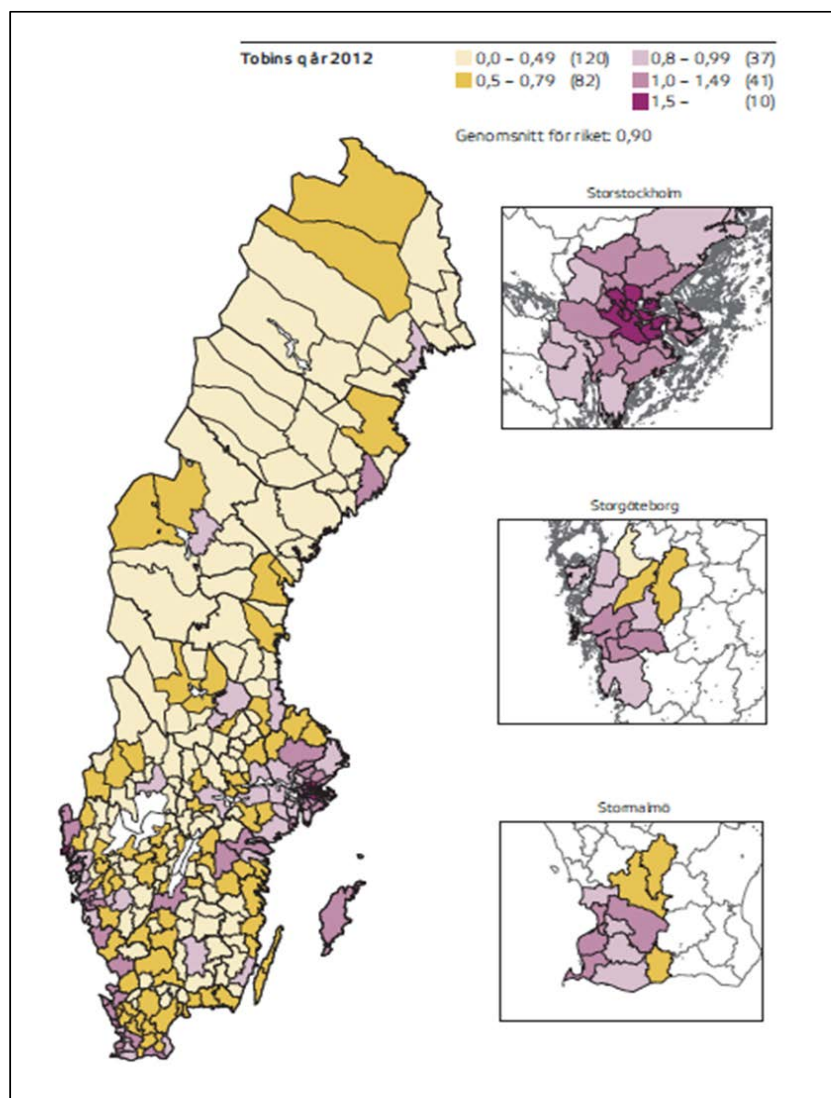 Tobins q år 2012
0,0 – 0,49 (120)
0,5 – 0,79 (82)
0,8 – 0,99 (37)
1,0 – 1,49 (41)
1,5 – (10)
Genomsnitt för riket: 0,90
Storstockholm
Storgöteborg
Stormalmö